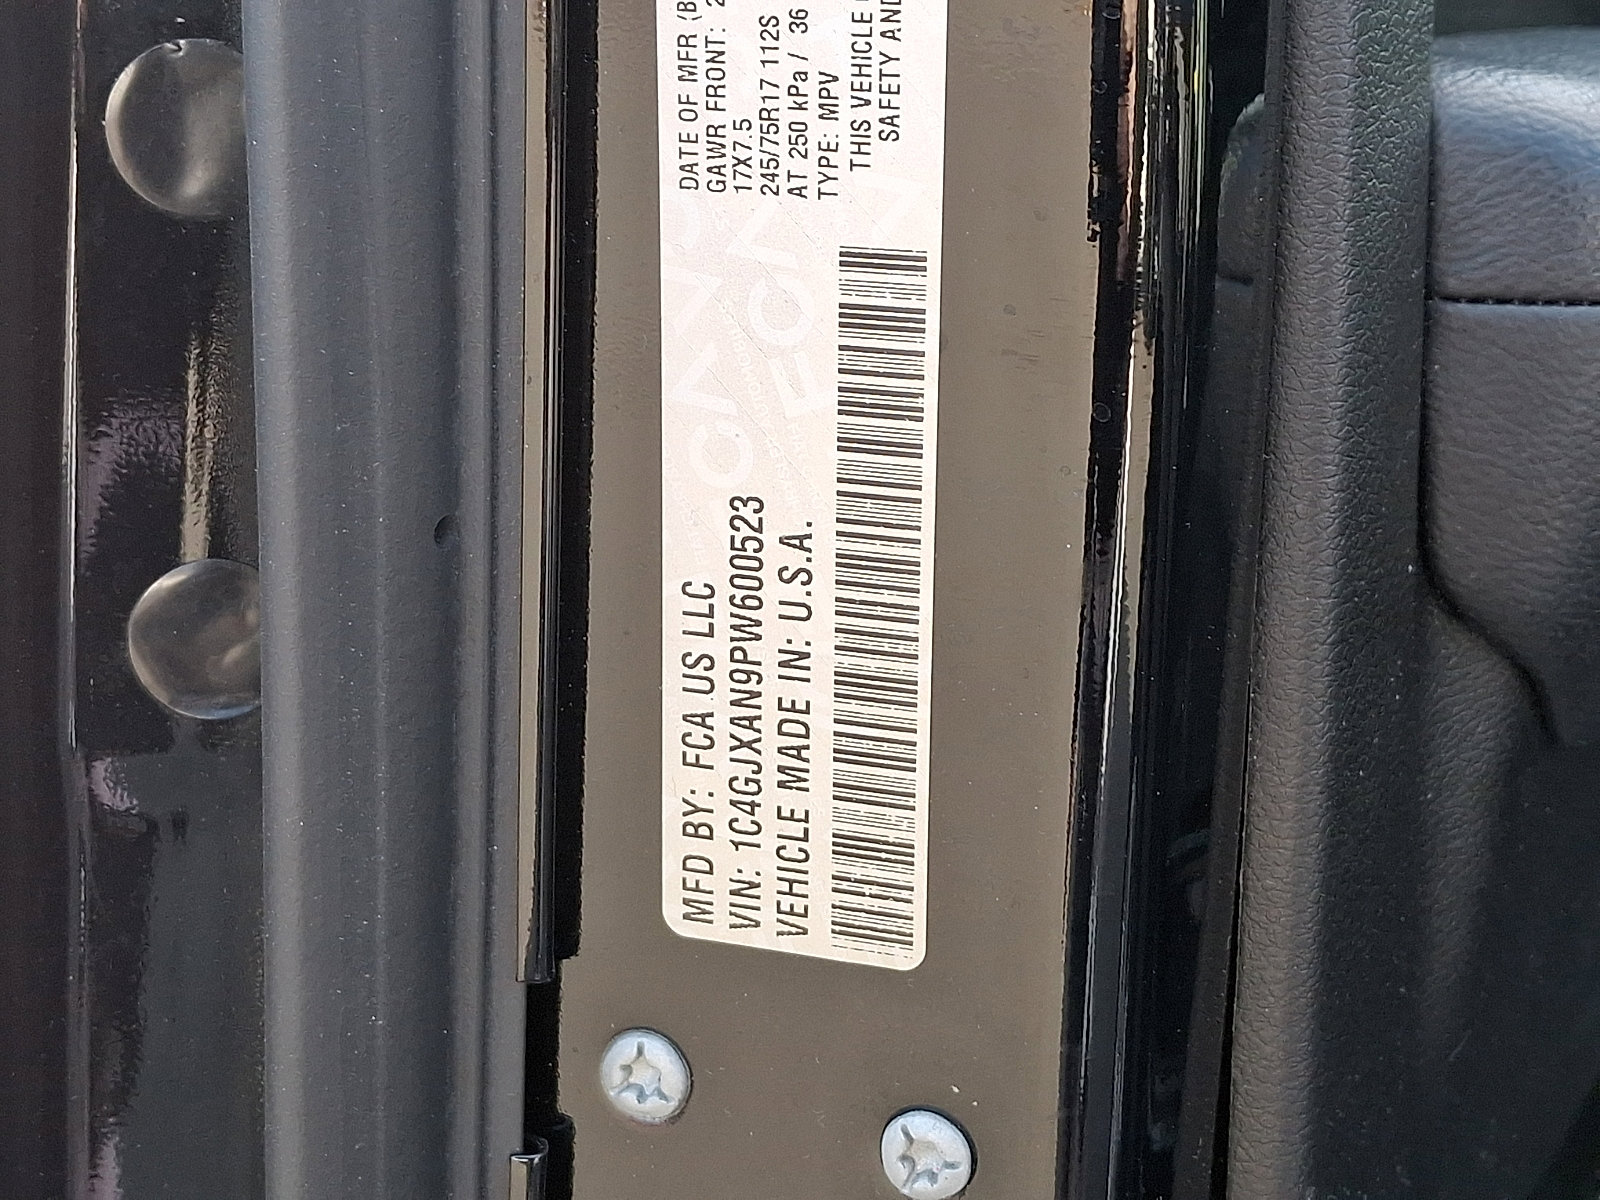 MFD BY: FCA US LLC
VIN: 1C4GJXAN9PW600523
VEHICLE MADE IN: U.S.A.
DATE OF MFR (B
GAWR FRONT: 2
17X7.5
245/75R17 112S
AT 250 kPa / 36
TYPE: MPV
THIS VEHICLE
SAFETY AND